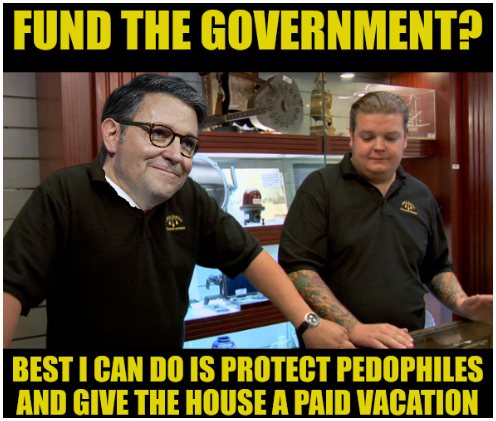 FUND THE GOVERNMENT?
BEST I CAN DO IS PROTECT PEDOPHILES
AND GIVE THE HOUSE A PAID VACATION